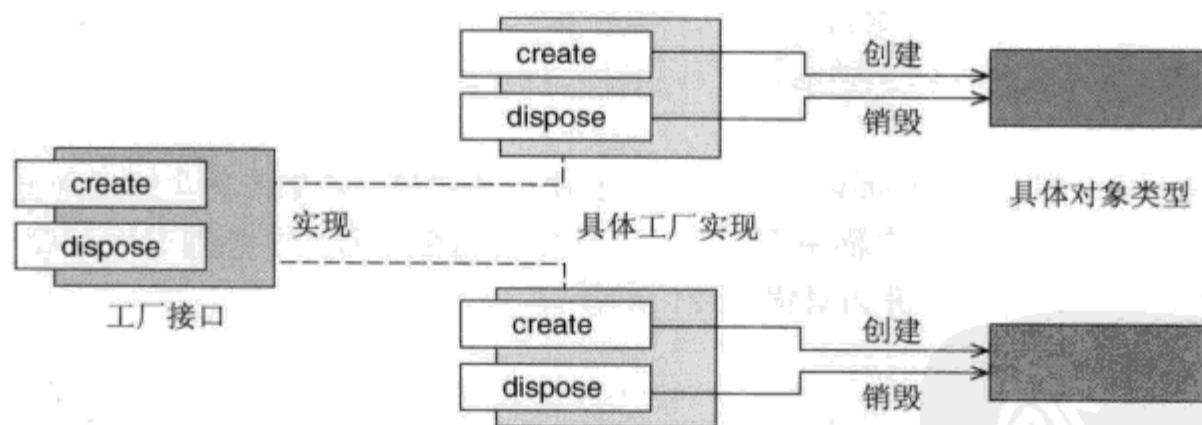 create
创建
dispose
销毁
create
dispose
实现
具体工厂实现
具体对象类型
工厂接口
create
创建
dispose
销毁